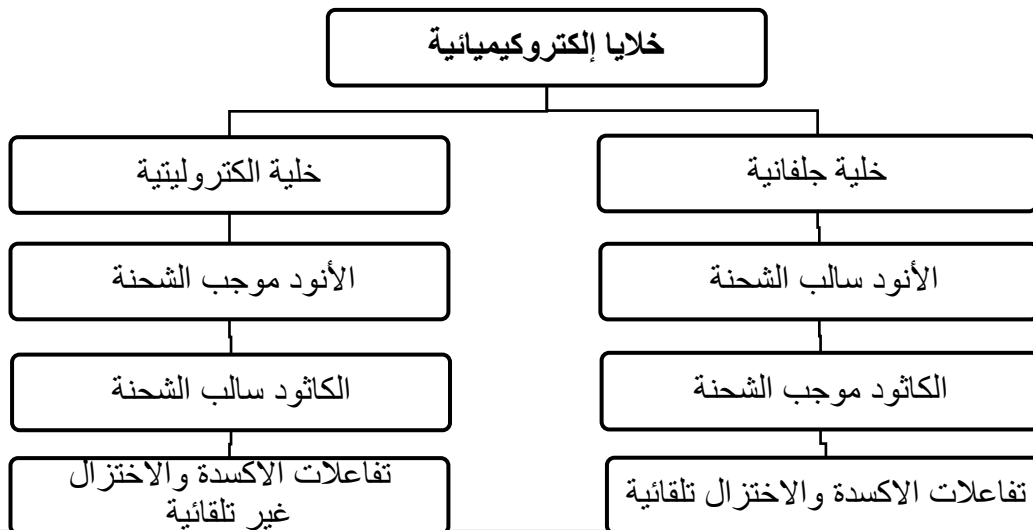 خلايا إلكتروكيميائية
خلية جلفانية
الأنود سالب الشحنة
الكاثود موجب الشحنة
تفاعلات الاكسدة والاختزال تلقائية
خلية الكتروليتية
الأنود موجب الشحنة
الكاثود سالب الشحنة
تفاعلات الاكسدة والاختزال
غير تلقائية